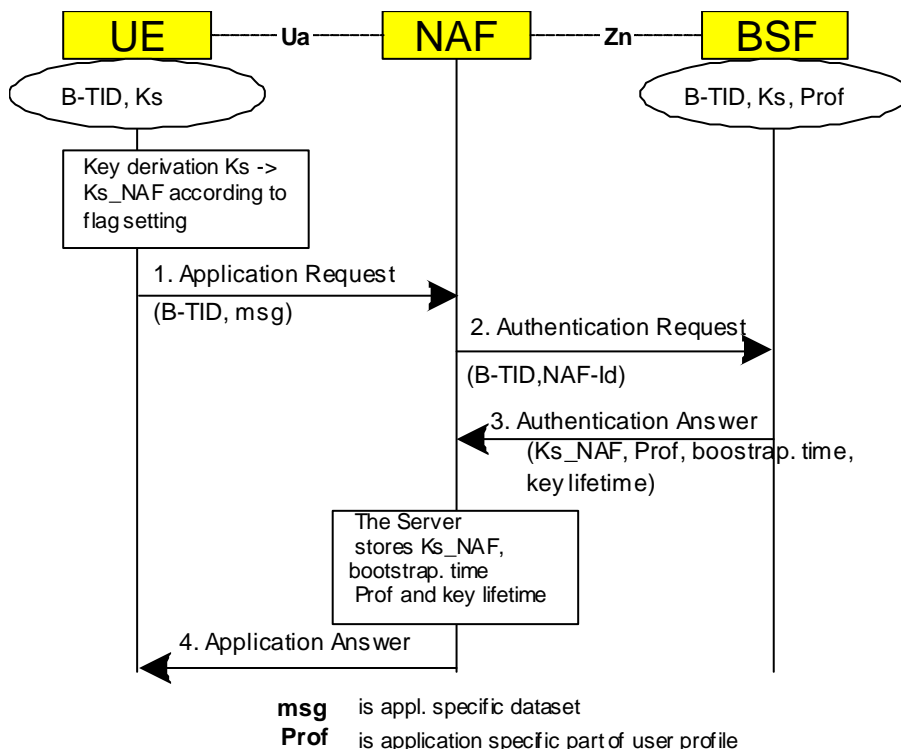 UE Ua NAF Zn BSF
B-TID, Ks
B-TID, Ks, Prof
Key derivation Ks ->
Ks_NAF according to
flag setting
1. Application Request
(B-TID, msg)
2. Authentication Request
(B-TID,NAF-Id)
3. Authentication Answer
(Ks_NAF, Prof, boostrap. time,
key lifetime)
The Server
stores Ks_NAF,
bootstrap. time
Prof and key lifetime
4. Application Answer
msg is appl. specific dataset
Prof is application specific part of user profile